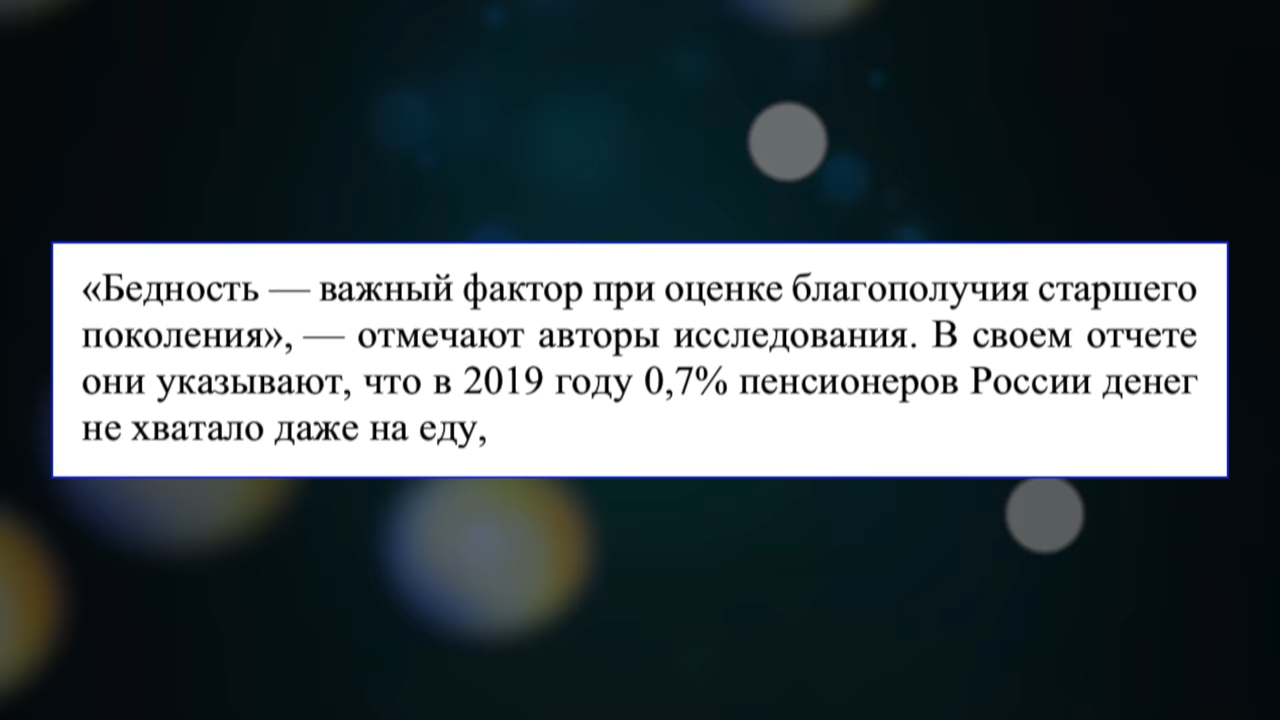 «Бедность — важный фактор при оценке благополучия старшего
поколения», — отмечают авторы исследования. В своем отчете
они указывают, что в 2019 году 0,7% пенсионеров России денег
не хватало даже на еду,